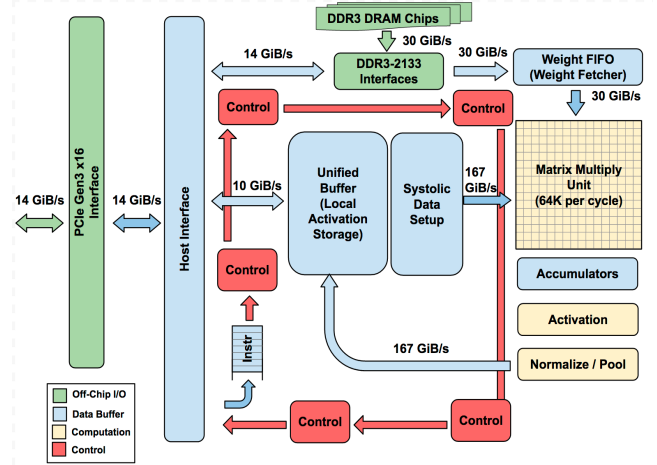 DDR3 DRAM Chips
30 GiB/s
14 GiB/s
DDR3-2133
Interfaces
30 GiB/s
Weight FIFO
(Weight Fetcher)
30 GiB/s
Control
Control
PCIe Gen3 x16
Interface
14 GiB/s
14 GiB/s
Host Interface
10 GiB/s
Unified
Buffer
(Local
Activation
Storage)
Systolic
Data
Setup
167
GiB/s
Matrix Multiply
Unit
(64K per cycle)
Control
Accumulators
Activation
Instr
167 GiB/s
Normalize / Pool
Off-Chip I/O
Data Buffer
Computation
Control
Control
Control